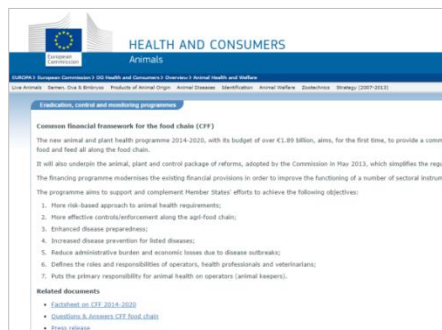 European
Commission
HEALTH AND CONSUMERS
Animals
EUROPA > European Commission > DG Health and Consumers > Overview > Animal Health and Welfare
Live Animals Semen, Ova & Embryos Products of Animal Origin Animal Diseases Identification Animal Welfare Zootechnics Strategy (2007-2013)
Eradication, control and monitoring programmes
Common financial framework for the food chain (CFF)
The new animal and plant health programme 2014-2020, with its budget of over €1.89 billion, aims, for the first time, to provide a comm
food and feed all along the food chain.
It will also underpin the animal, plant and control package of reforms, adopted by the Commission in May 2013, which simplifies the regu
The financing programme modernises the existing financial provisions in order to improve the functioning of a number of sectoral instrum
The programme aims to support and complement Member States' efforts to achieve the following objectives:
1. More risk-based approach to animal health requirements;
2. More effective controls/enforcement along the agri-food chain;
3. Enhanced disease preparedness;
4. Increased disease prevention for listed diseases;
5. Reduce administrative burden and economic losses due to disease outbreaks;
6. Defines the roles and responsibilities of operators, health professionals and veterinarians;
7. Puts the primary responsibility for animal health on operators (animal keepers).
Related documents
Factsheet on CFF 2014-2020
Questions & Answers CFF food chain
Press release